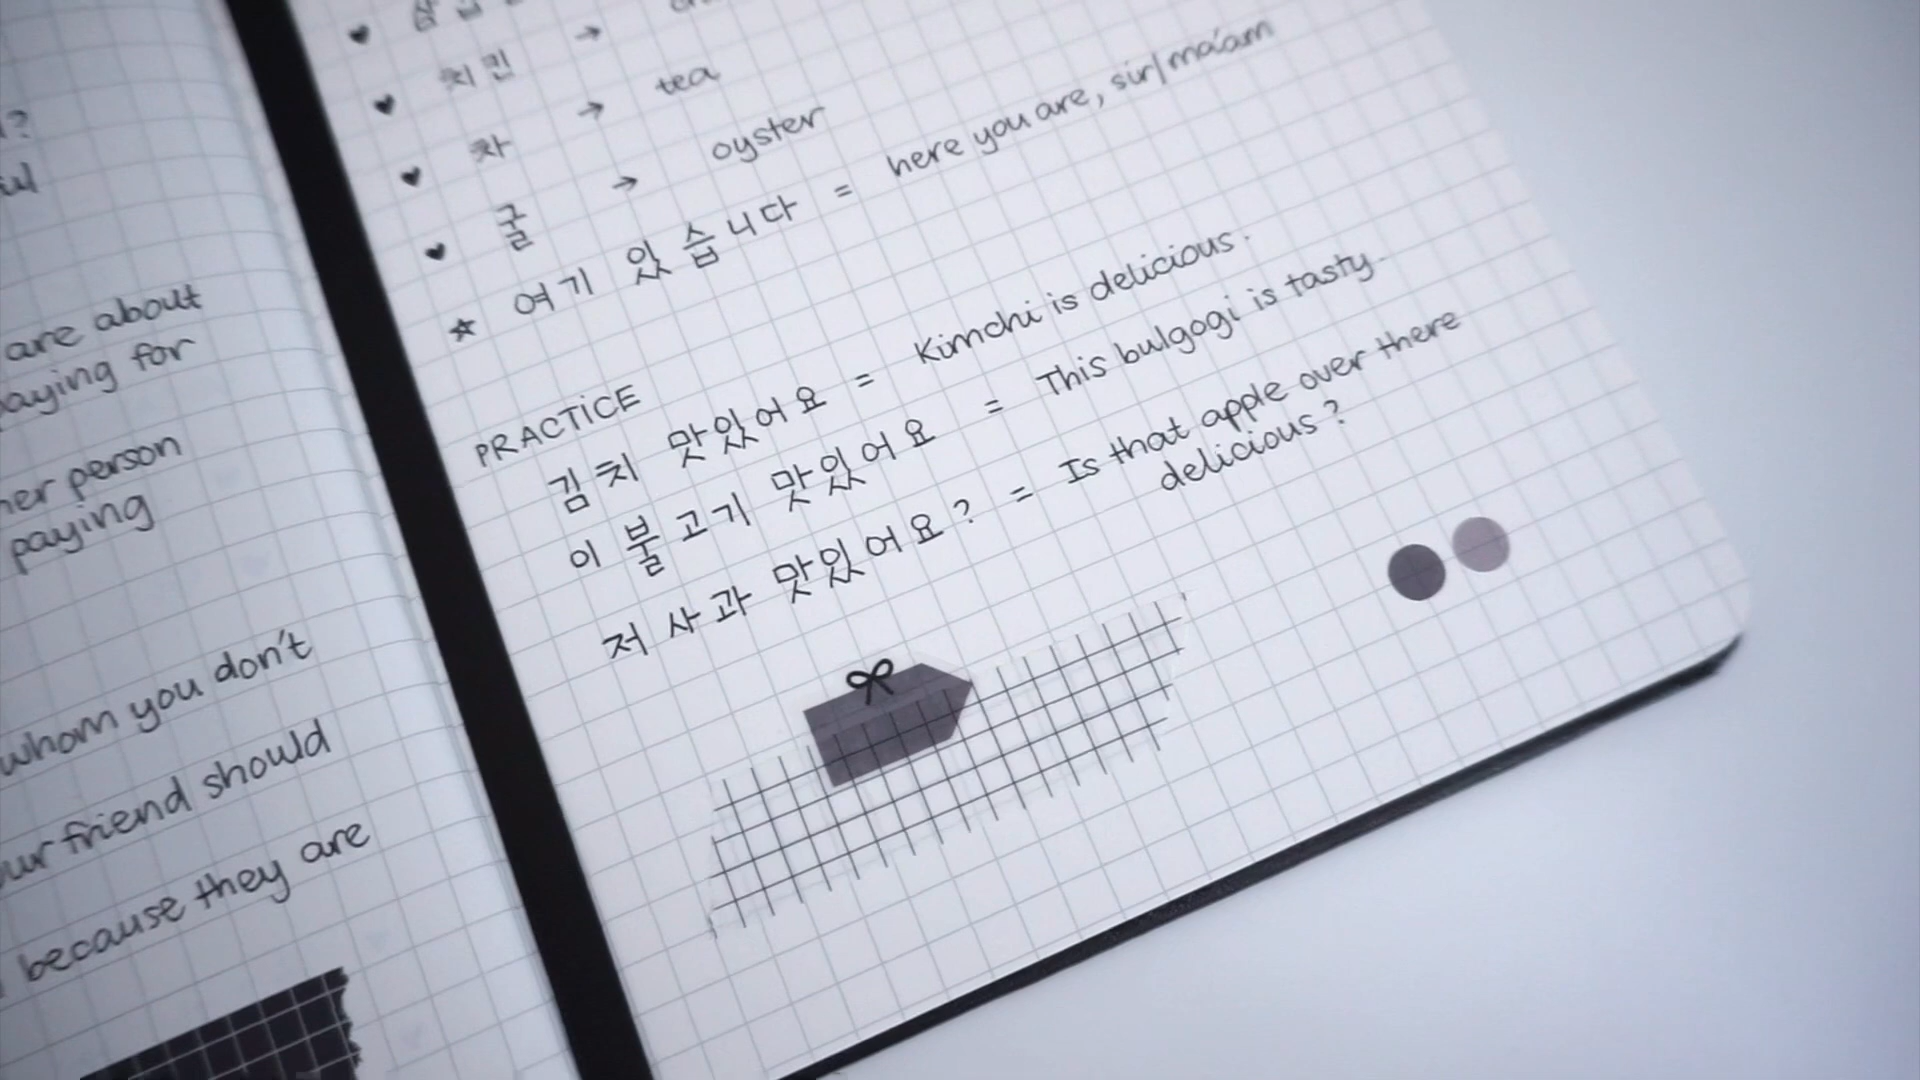 are about
paying for
her person
paying
whom you don't
our friend should
because they are
♥ 치킨 →
♥ 차 → tea
♥ 굴 → oyster
☆ 여기 있습니다 = here you are, sir/ma'am
PRACTICE
김치 맛있어요 = Kimchi is delicious.
이 불고기 맛있어요 = This bulgogi is tasty.
저 사과 맛있어요? = Is that apple over there
delicious?